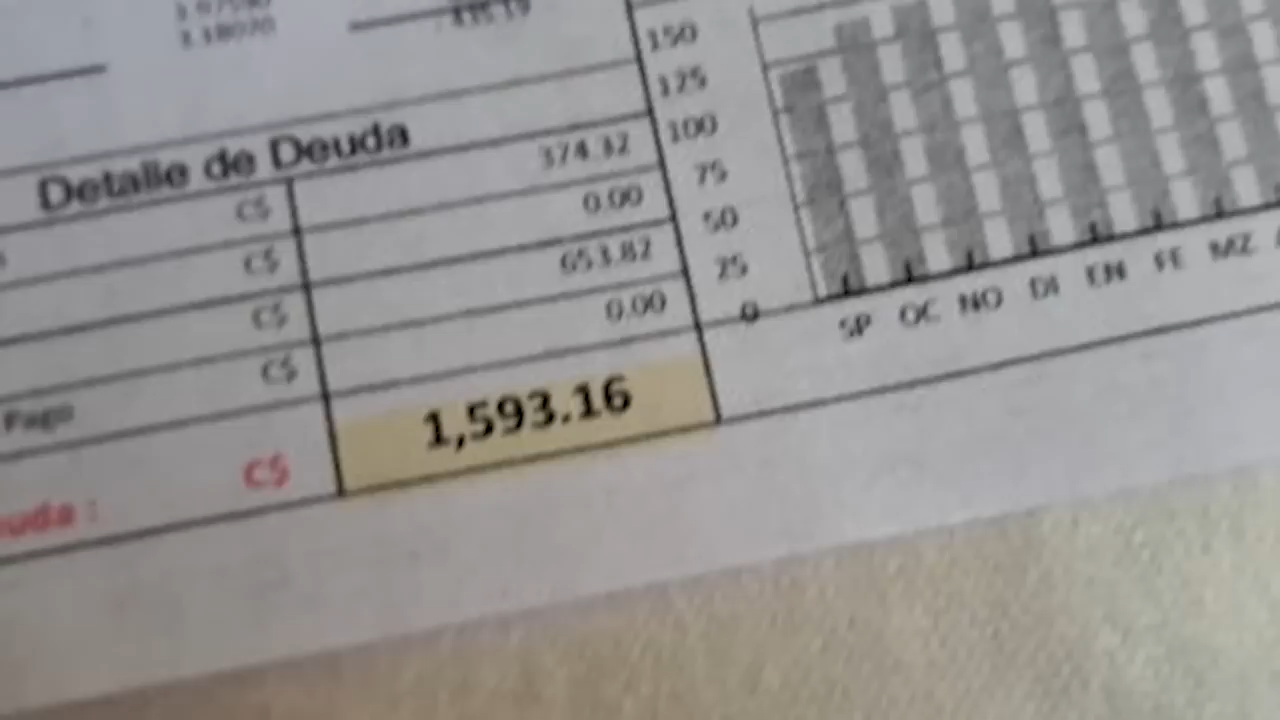 150
125
100
75
50
25
0
SP OC NO DI EN FE MZ
Detalle de Deuda
C$ 374.32
C$ 0.00
C$ 653.82
C$ 0.00
Pago
C$ 1,593.16